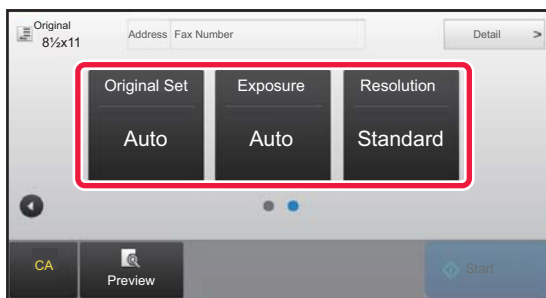 Original
8½x11
Address Fax Number
Detail >
Original Set
Auto
Exposure
Auto
Resolution
Standard
CA
Preview
Start